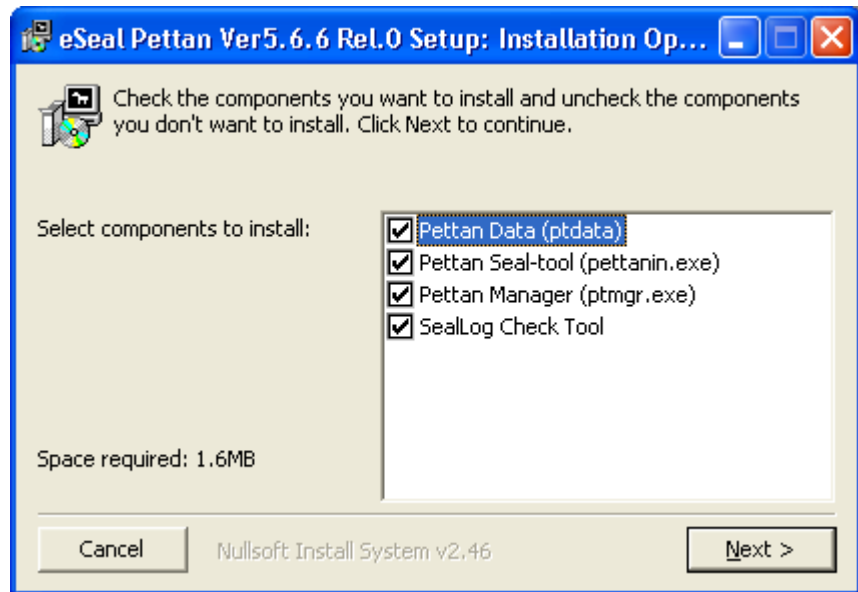 eSeal Pettan Ver5.6.6 Rel.0 Setup: Installation Op...
Check the components you want to install and uncheck the components
you don't want to install. Click Next to continue.
Select components to install:
Pettan Data (ptdata)
Pettan Seal-tool (pettanin.exe)
Pettan Manager (ptmgr.exe)
SealLog Check Tool
Space required: 1.6MB
Cancel
Nullsoft Install System v2.46
Next >